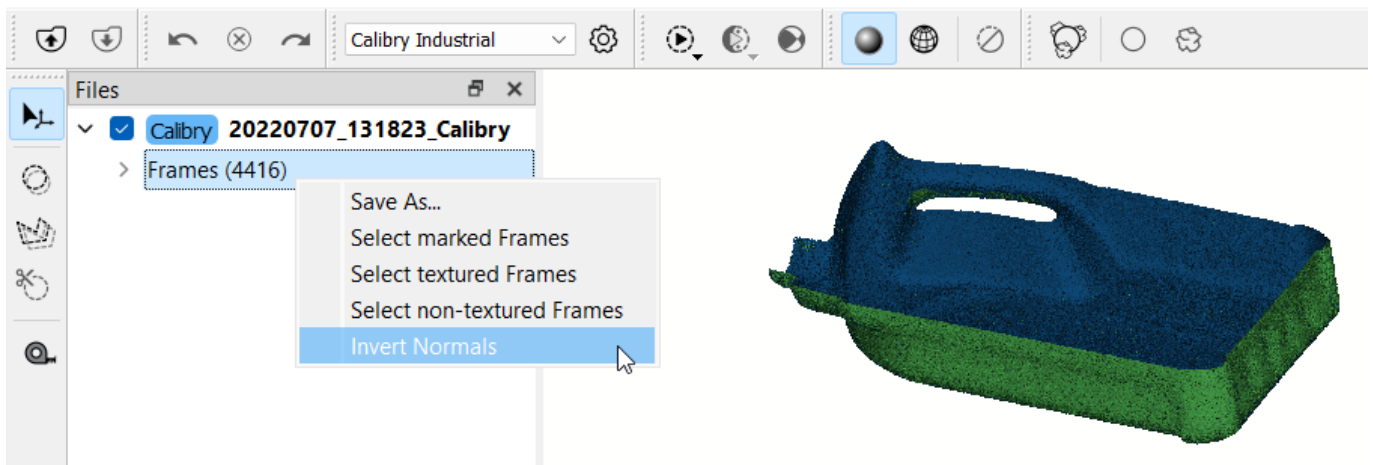 Calibry Industrial
Files
Calibry 20220707_131823_Calibry
Frames (4416)
Save As...
Select marked Frames
Select textured Frames
Select non-textured Frames
Invert Normals